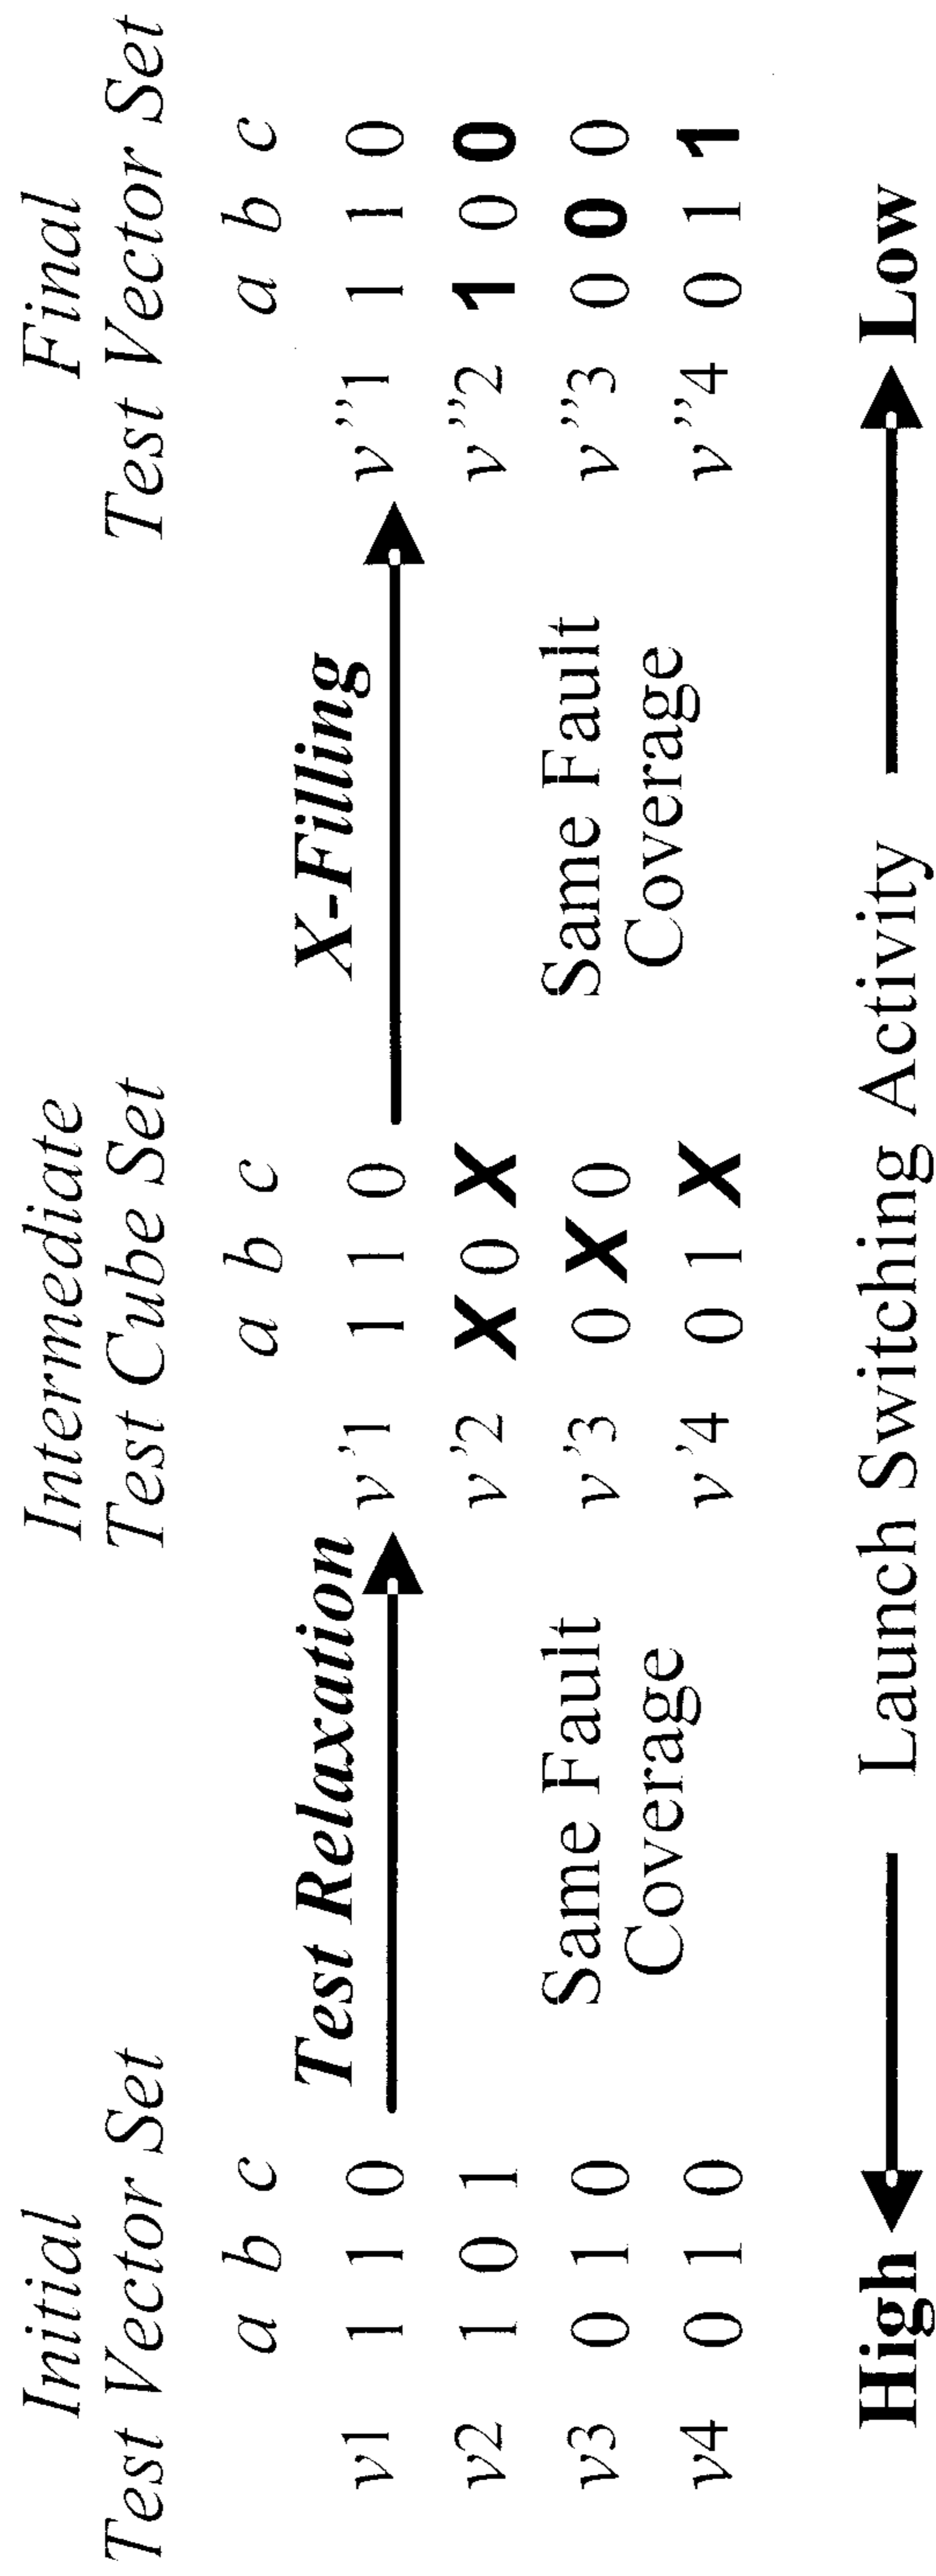 Initial
Test Vector Set
a b c
v1 1 1 0
v2 1 0 1
v3 0 1 0
v4 0 1 0
Test Relaxation
Same Fault
Coverage
Intermediate
Test Cube Set
a b c
v'1 1 1 0
v'2 X 0 X
v'3 0 X 0
v'4 0 1 X
X-Filling
Same Fault
Coverage
Final
Test Vector Set
a b c
v''1 1 1 0
v''2 1 0 0
v''3 0 0 0
v''4 0 1 1
High Launch Switching Activity Low